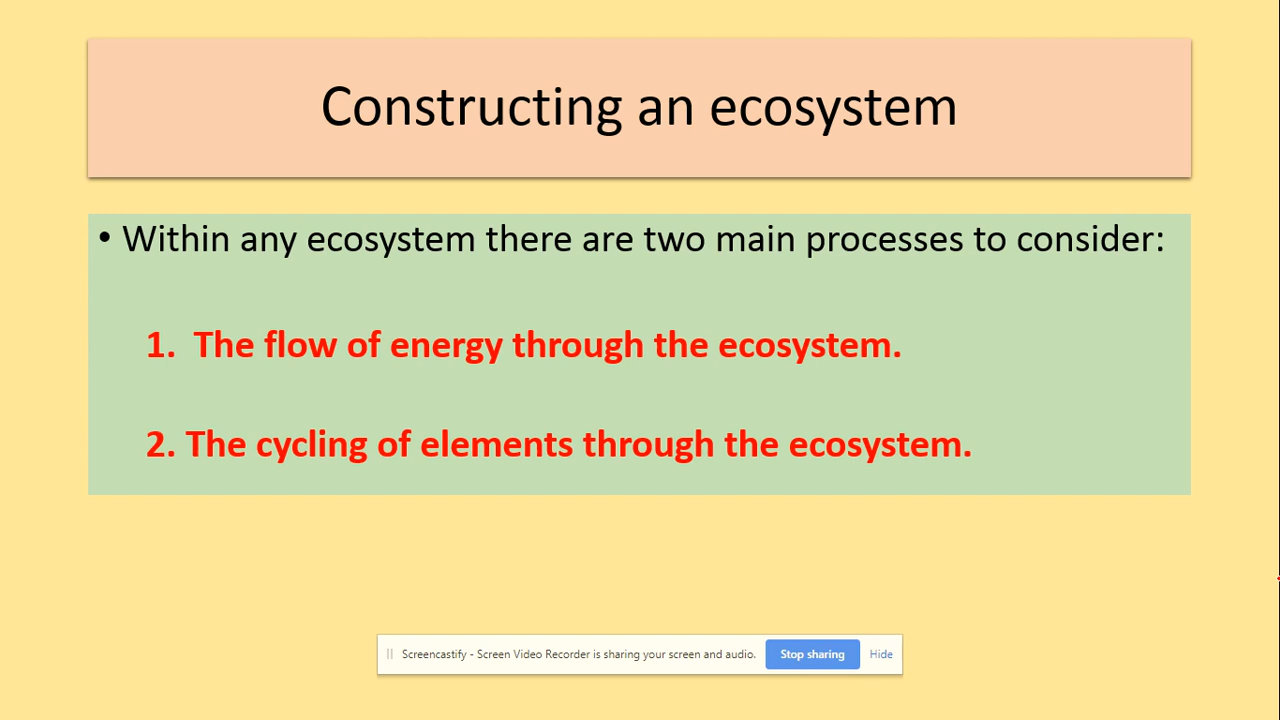 Constructing an ecosystem
• Within any ecosystem there are two main processes to consider:
1. The flow of energy through the ecosystem.
2. The cycling of elements through the ecosystem.
Screencastify - Screen Video Recorder is sharing your screen and audio. Stop sharing Hide